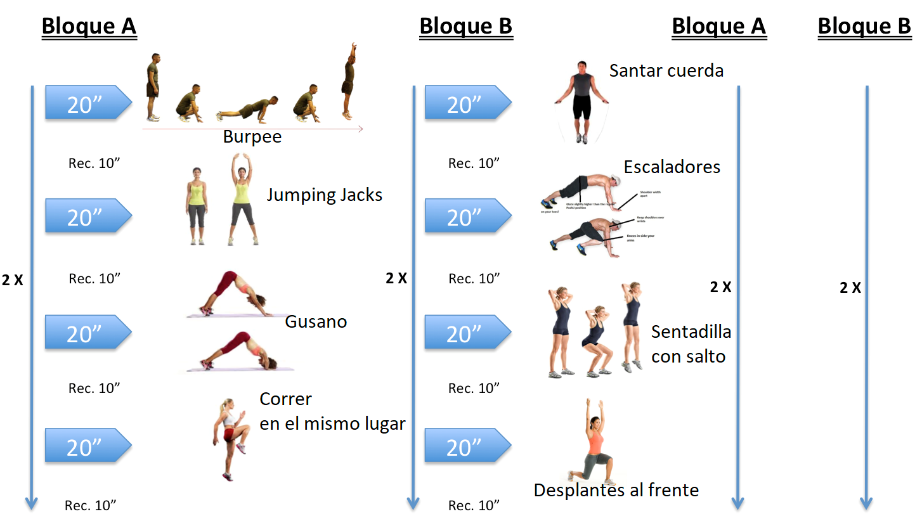 Bloque A
20”
Burpee
Rec. 10”
20”
Jumping Jacks
Rec. 10”
20”
Gusano
Rec. 10”
20”
Correr
en el mismo lugar
Rec. 10”
2 X
Bloque B
20”
Santar cuerda
Rec. 10”
20”
Escaladores
Rec. 10”
20”
Sentadilla
con salto
Rec. 10”
20”
Desplantes al frente
Rec. 10”
2 X
Bloque A
2 X
Bloque B
2 X